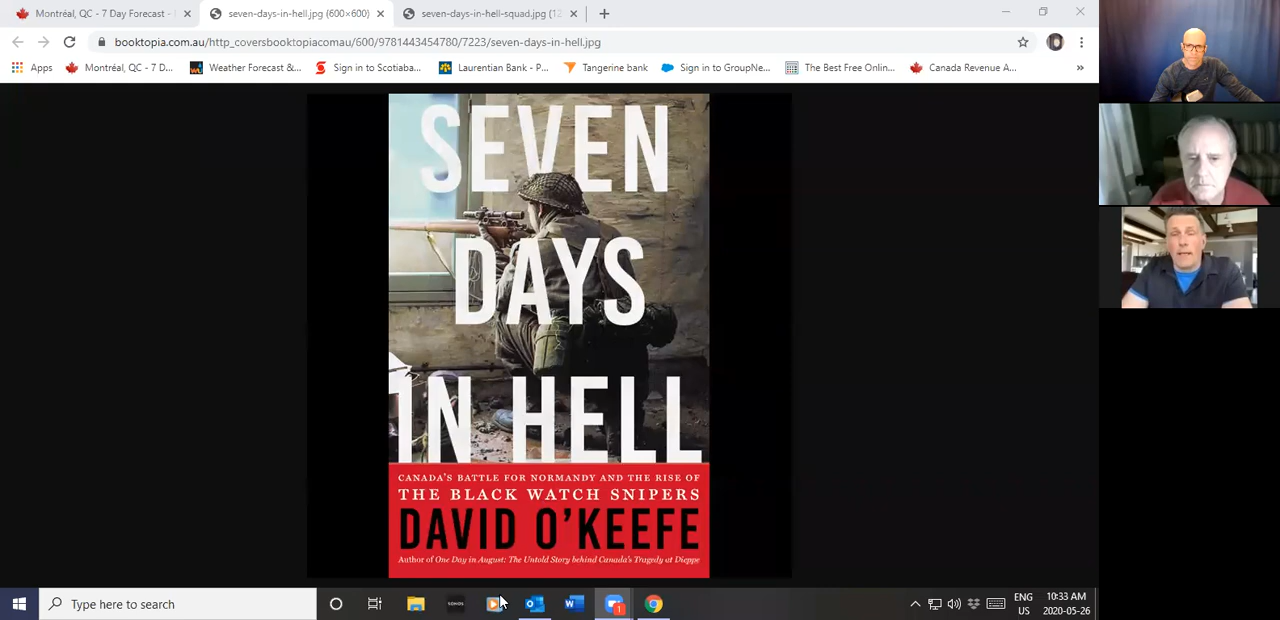 Montréal, QC - 7 Day Forecast -
seven-days-in-hell.jpg (600×600)
seven-days-in-hell-squad.jpg (12
booktopia.com.au/http_coversbooktopiacomau/600/9781443454780/7223/seven-days-in-hell.jpg
Apps
Montréal, QC - 7 D...
Weather Forecast &...
Sign in to Scotiaba...
Laurentian Bank - P...
Tangerine bank
Sign in to GroupNe...
The Best Free Onlin...
Canada Revenue A...
»
SEVEN
DAYS
IN HELL
CANADA'S BATTLE FOR NORMANDY AND THE RISE OF
THE BLACK WATCH SNIPERS
DAVID O'KEEFE
Author of One Day in August: The Untold Story behind Canada's Tragedy at Dieppe
Type here to search
SONOS
1
ENG
US
10:33 AM
2020-05-26